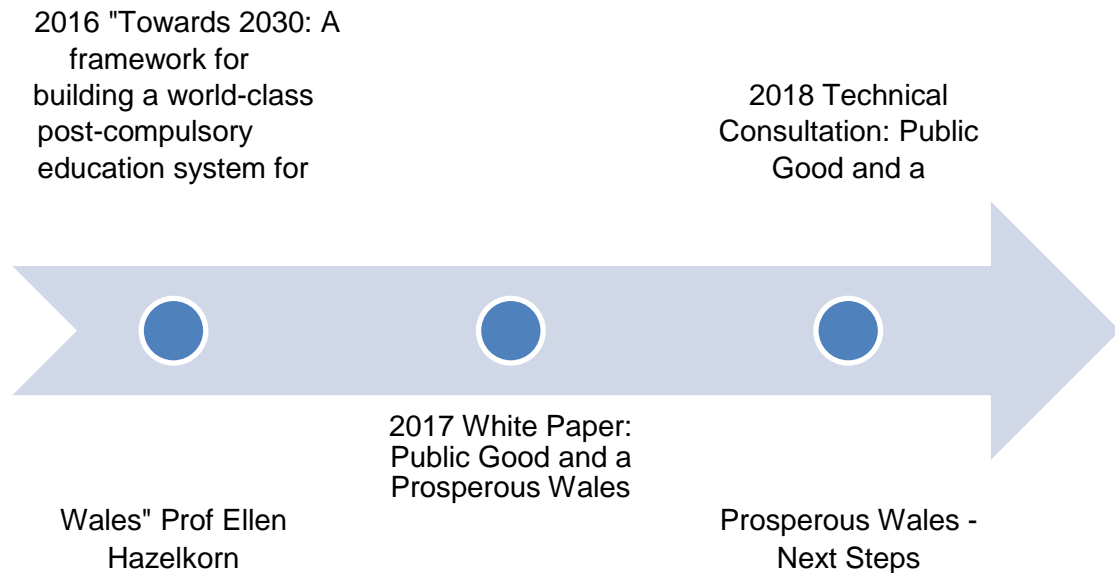 2016 "Towards 2030: A
framework for
building a world-class
post-compulsory
education system for
Wales" Prof Ellen
Hazelkorn
2017 White Paper:
Public Good and a
Prosperous Wales
2018 Technical
Consultation: Public
Good and a
Prosperous Wales -
Next Steps